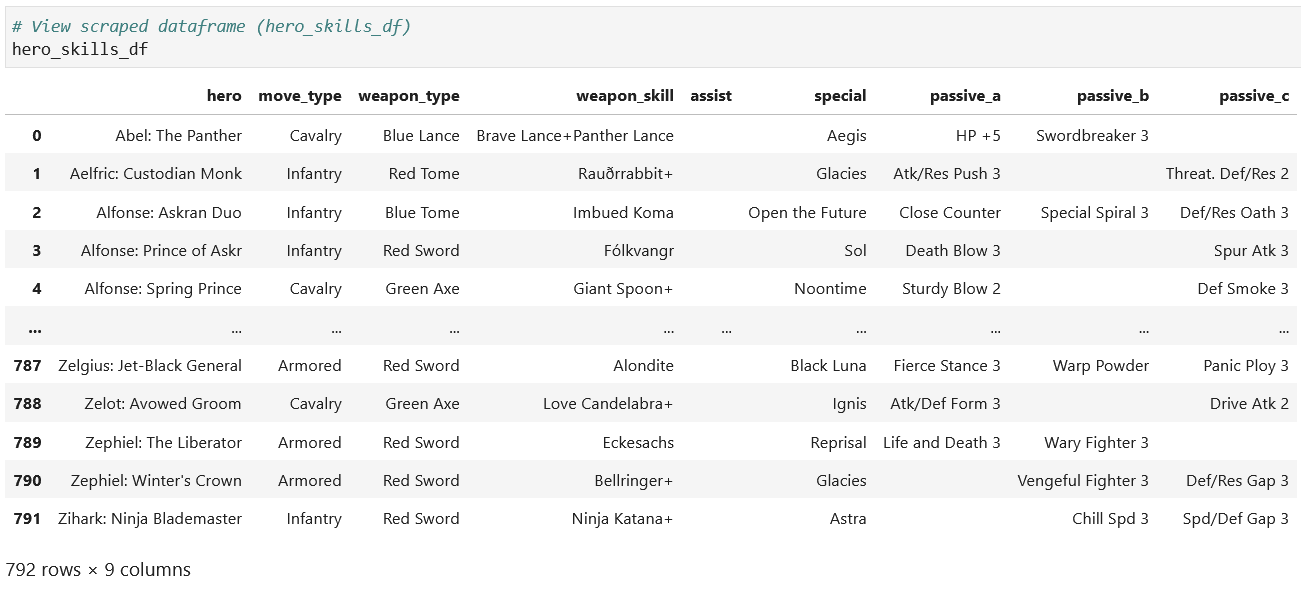 # View scraped dataframe (hero_skills_df)
hero_skills_df
hero move_type weapon_type weapon_skill assist special passive_a passive_b passive_c
0 Abel: The Panther Cavalry Blue Lance Brave Lance+Panther Lance Aegis HP +5 Swordbreaker 3
1 Aelfric: Custodian Monk Infantry Red Tome Rauðrrabbit+ Glacies Atk/Res Push 3 Threat. Def/Res 2
2 Alfonse: Askran Duo Infantry Blue Tome Imbued Koma Open the Future Close Counter Special Spiral 3 Def/Res Oath 3
3 Alfonse: Prince of Askr Infantry Red Sword Fólkvangr Sol Death Blow 3 Spur Atk 3
4 Alfonse: Spring Prince Cavalry Green Axe Giant Spoon+ Noontime Sturdy Blow 2 Def Smoke 3
... ... ... ... ... ... ... ... ... ...
787 Zelgius: Jet-Black General Armored Red Sword Alondite Black Luna Fierce Stance 3 Warp Powder Panic Ploy 3
788 Zelot: Avowed Groom Cavalry Green Axe Love Candelabra+ Ignis Atk/Def Form 3 Drive Atk 2
789 Zephiel: The Liberator Armored Red Sword Eckesachs Reprisal Life and Death 3 Wary Fighter 3
790 Zephiel: Winter's Crown Armored Red Sword Bellringer+ Glacies Vengeful Fighter 3 Def/Res Gap 3
791 Zihark: Ninja Blademaster Infantry Red Sword Ninja Katana+ Astra Chill Spd 3 Spd/Def Gap 3
792 rows × 9 columns